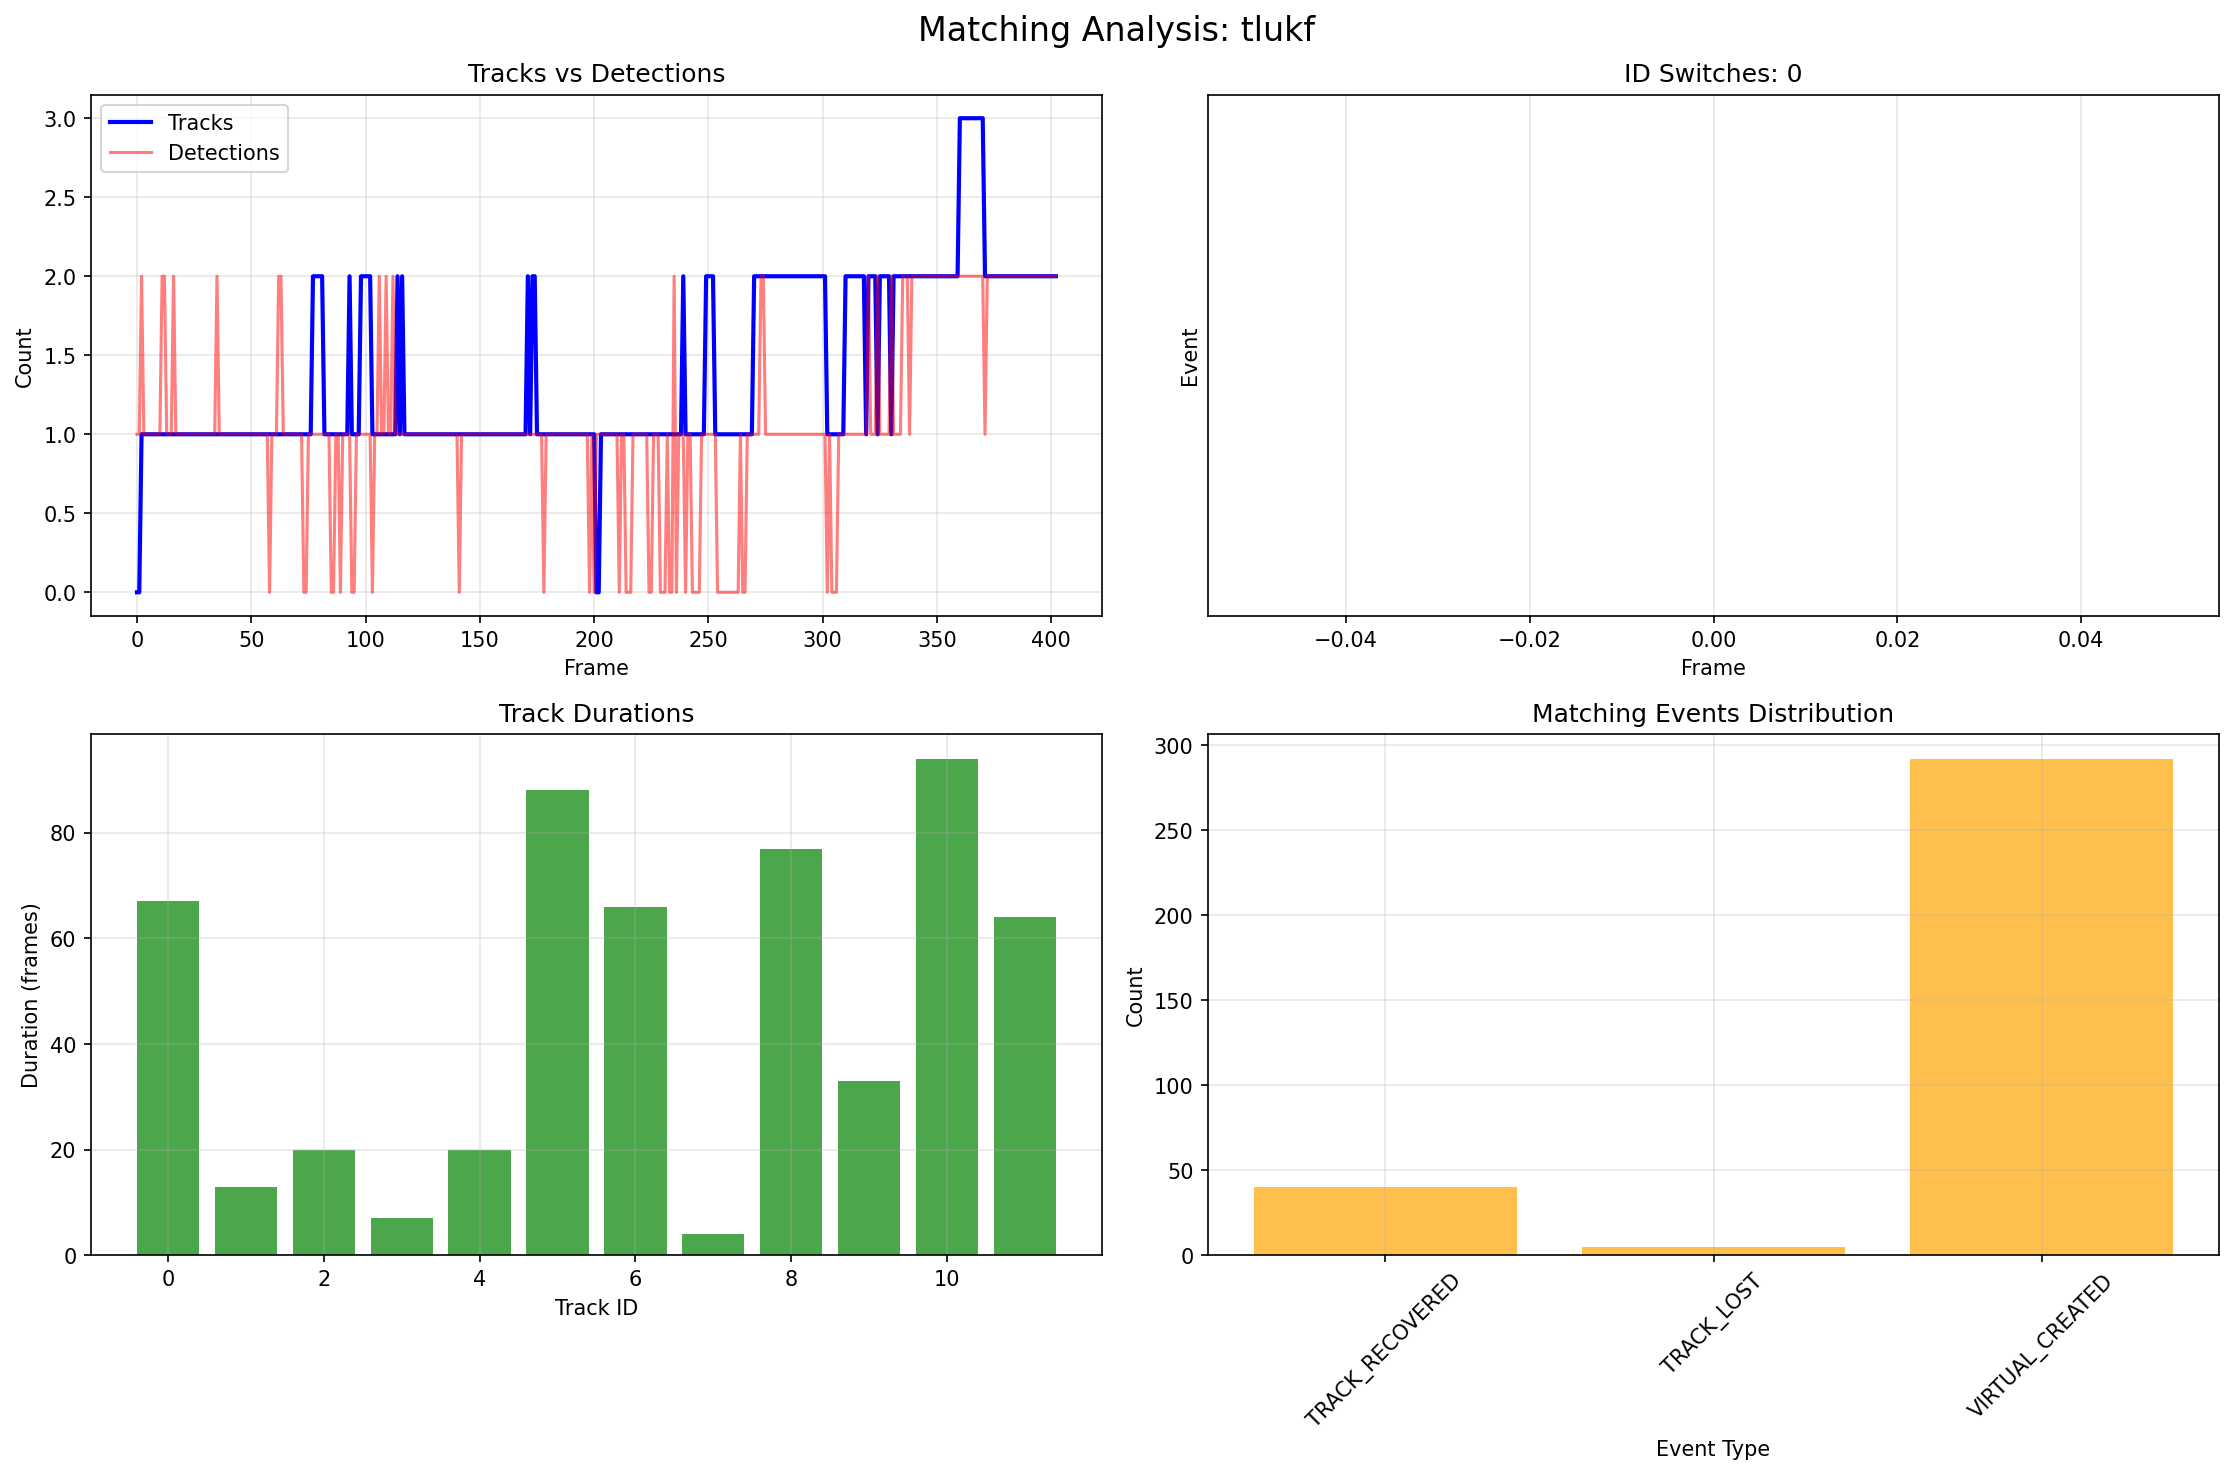 Matching Analysis: tlukf
Tracks vs Detections
Tracks
Detections
Count
3.0
2.5
2.0
1.5
1.0
0.5
0.0
0 50 100 150 200 250 300 350 400
Frame
ID Switches: 0
Event
−0.04 −0.02 0.00 0.02 0.04
Frame
Track Durations
Duration (frames)
80
60
40
20
0
0 2 4 6 8 10
Track ID
Matching Events Distribution
Count
300
250
200
150
100
50
0
TRACK_RECOVERED
TRACK_LOST
VIRTUAL_CREATED
Event Type